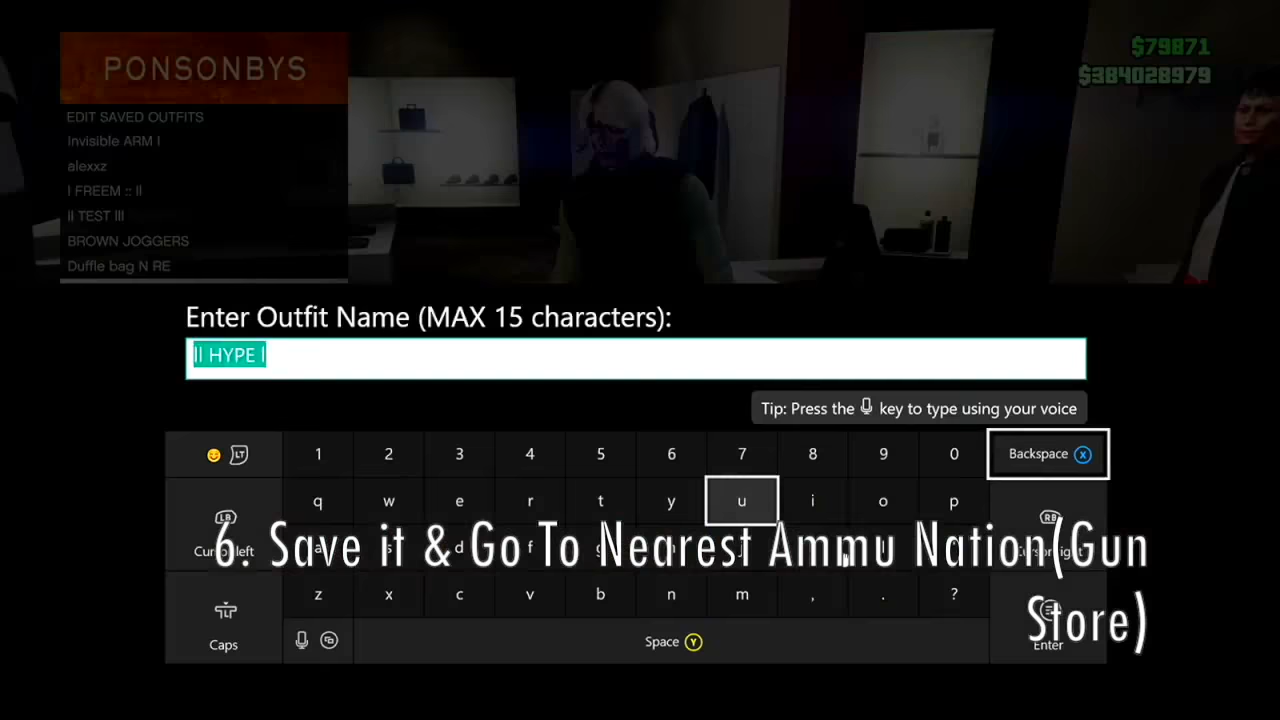 PONSONBYS
$79871
$384028979
EDIT SAVED OUTFITS
Invisible ARM I
alexxz
I FREEM :: II
II TEST III
BROWN JOGGERS
Duffle bag N RE
Enter Outfit Name (MAX 15 characters):
II HYPE I
Tip: Press the key to type using your voice
LT 1 2 3 4 5 6 7 8 9 0 Backspace X
LB q w e r t y u i o p RB
6. Save it & Go To Nearest Ammu Nation(Gun
Store)
z x c v b n m , . ?
Caps Space Y Enter